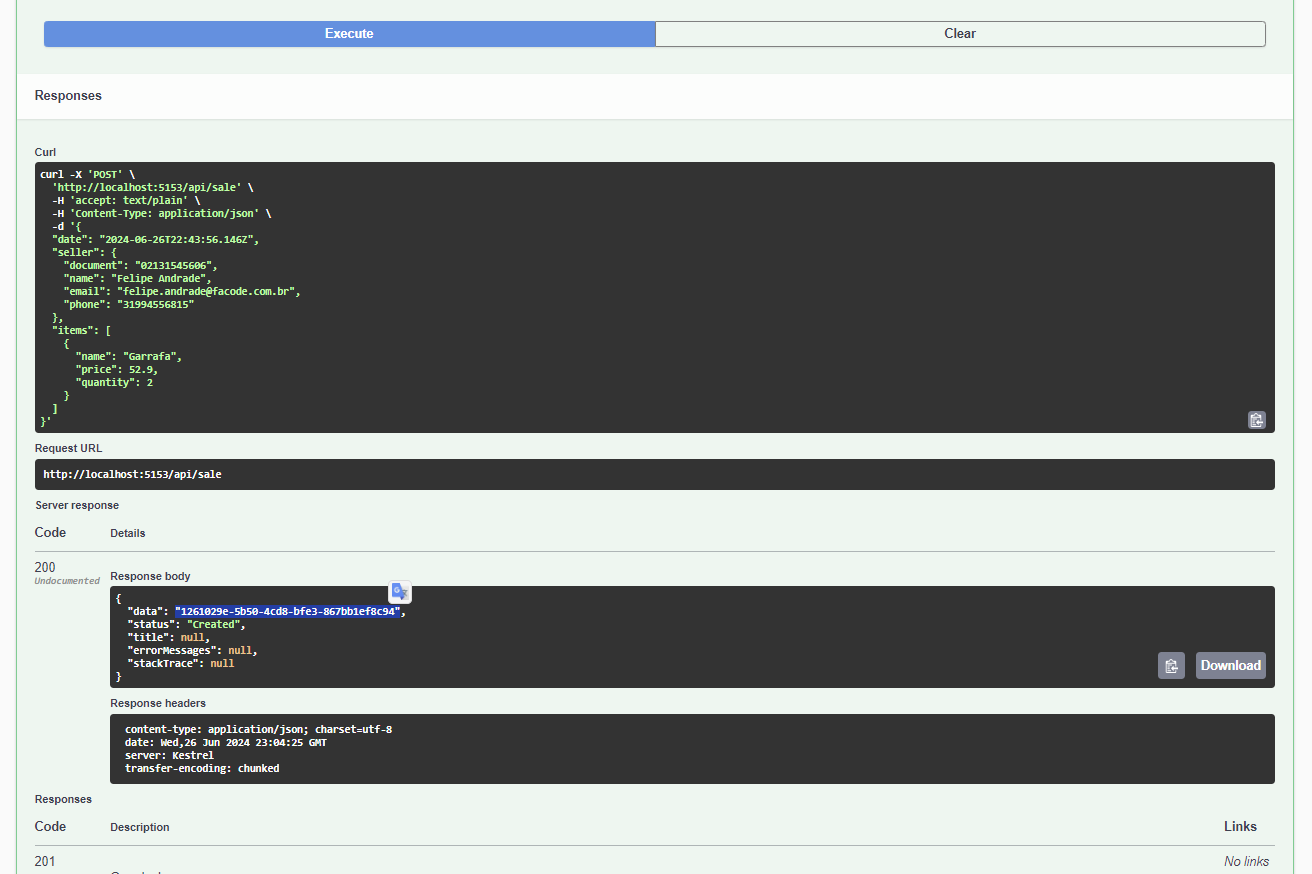 Execute
Clear
Responses
Curl
curl -X 'POST' \
'http://localhost:5153/api/sale' \
-H 'accept: text/plain' \
-H 'Content-Type: application/json' \
-d '{
"date": "2024-06-26T22:43:56.146Z",
"seller": {
"document": "02131545606",
"name": "Felipe Andrade",
"email": "felipe.andrade@facode.com.br",
"phone": "31994556815"
},
"items": [
{
"name": "Garrafa",
"price": 52.9,
"quantity": 2
}
]
}'
Request URL
http://localhost:5153/api/sale
Server response
Code Details
200
Undocumented
Response body
{
"data": "1261029e-5b50-4cd8-bfe3-867bb1ef8c94",
"status": "Created",
"title": null,
"errorMessages": null,
"stackTrace": null
}
Download
Response headers
content-type: application/json; charset=utf-8
date: Wed,26 Jun 2024 23:04:25 GMT
server: Kestrel
transfer-encoding: chunked
Responses
Code Description Links
201 No links